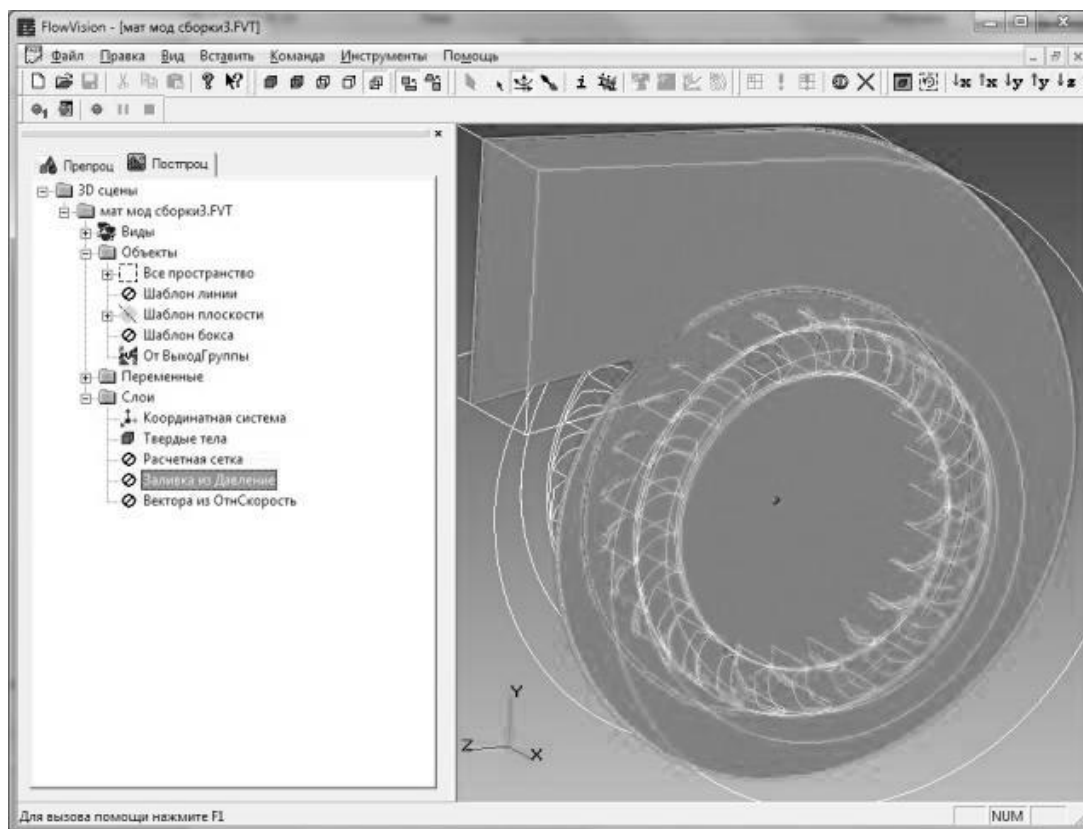 FlowVision - [мат мод сборки3.FVT]
Файл Правка Вид Вставить Команда Инструменты Помощь
↓x ↑x ↓y ↑y ↓z
Препроц Постпроц
3D сцены
мат мод сборки3.FVT
Виды
Объекты
Все пространство
Шаблон линии
Шаблон плоскости
Шаблон бокса
От ВыходГруппы
Переменные
Слои
Координатная система
Твердые тела
Расчетная сетка
Заливка из Давление
Вектора из ОтнСкорость
Y
Z
X
Для вызова помощи нажмите F1
NUM